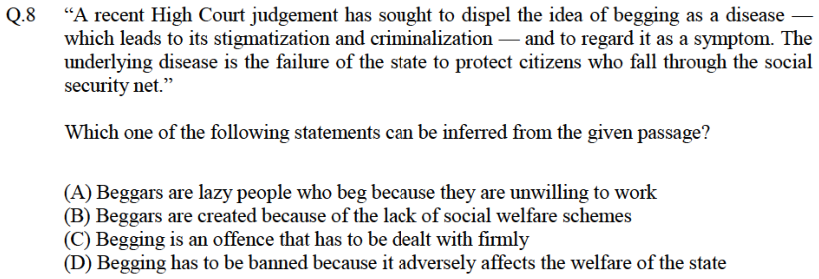 Q.8 “A recent High Court judgement has sought to dispel the idea of begging as a disease —
which leads to its stigmatization and criminalization — and to regard it as a symptom. The
underlying disease is the failure of the state to protect citizens who fall through the social
security net.”
Which one of the following statements can be inferred from the given passage?
(A) Beggars are lazy people who beg because they are unwilling to work
(B) Beggars are created because of the lack of social welfare schemes
(C) Begging is an offence that has to be dealt with firmly
(D) Begging has to be banned because it adversely affects the welfare of the state